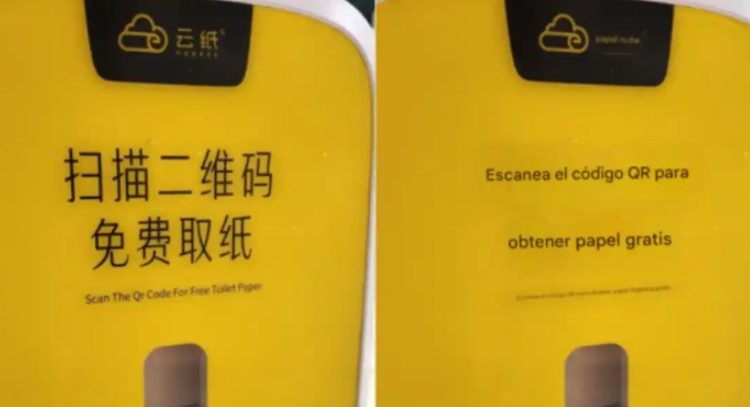 云纸
扫描二维码
免费取纸
Scan The Qr Code For Free Toilet Paper
papel nube
Escanea el código QR para
obtener papel gratis